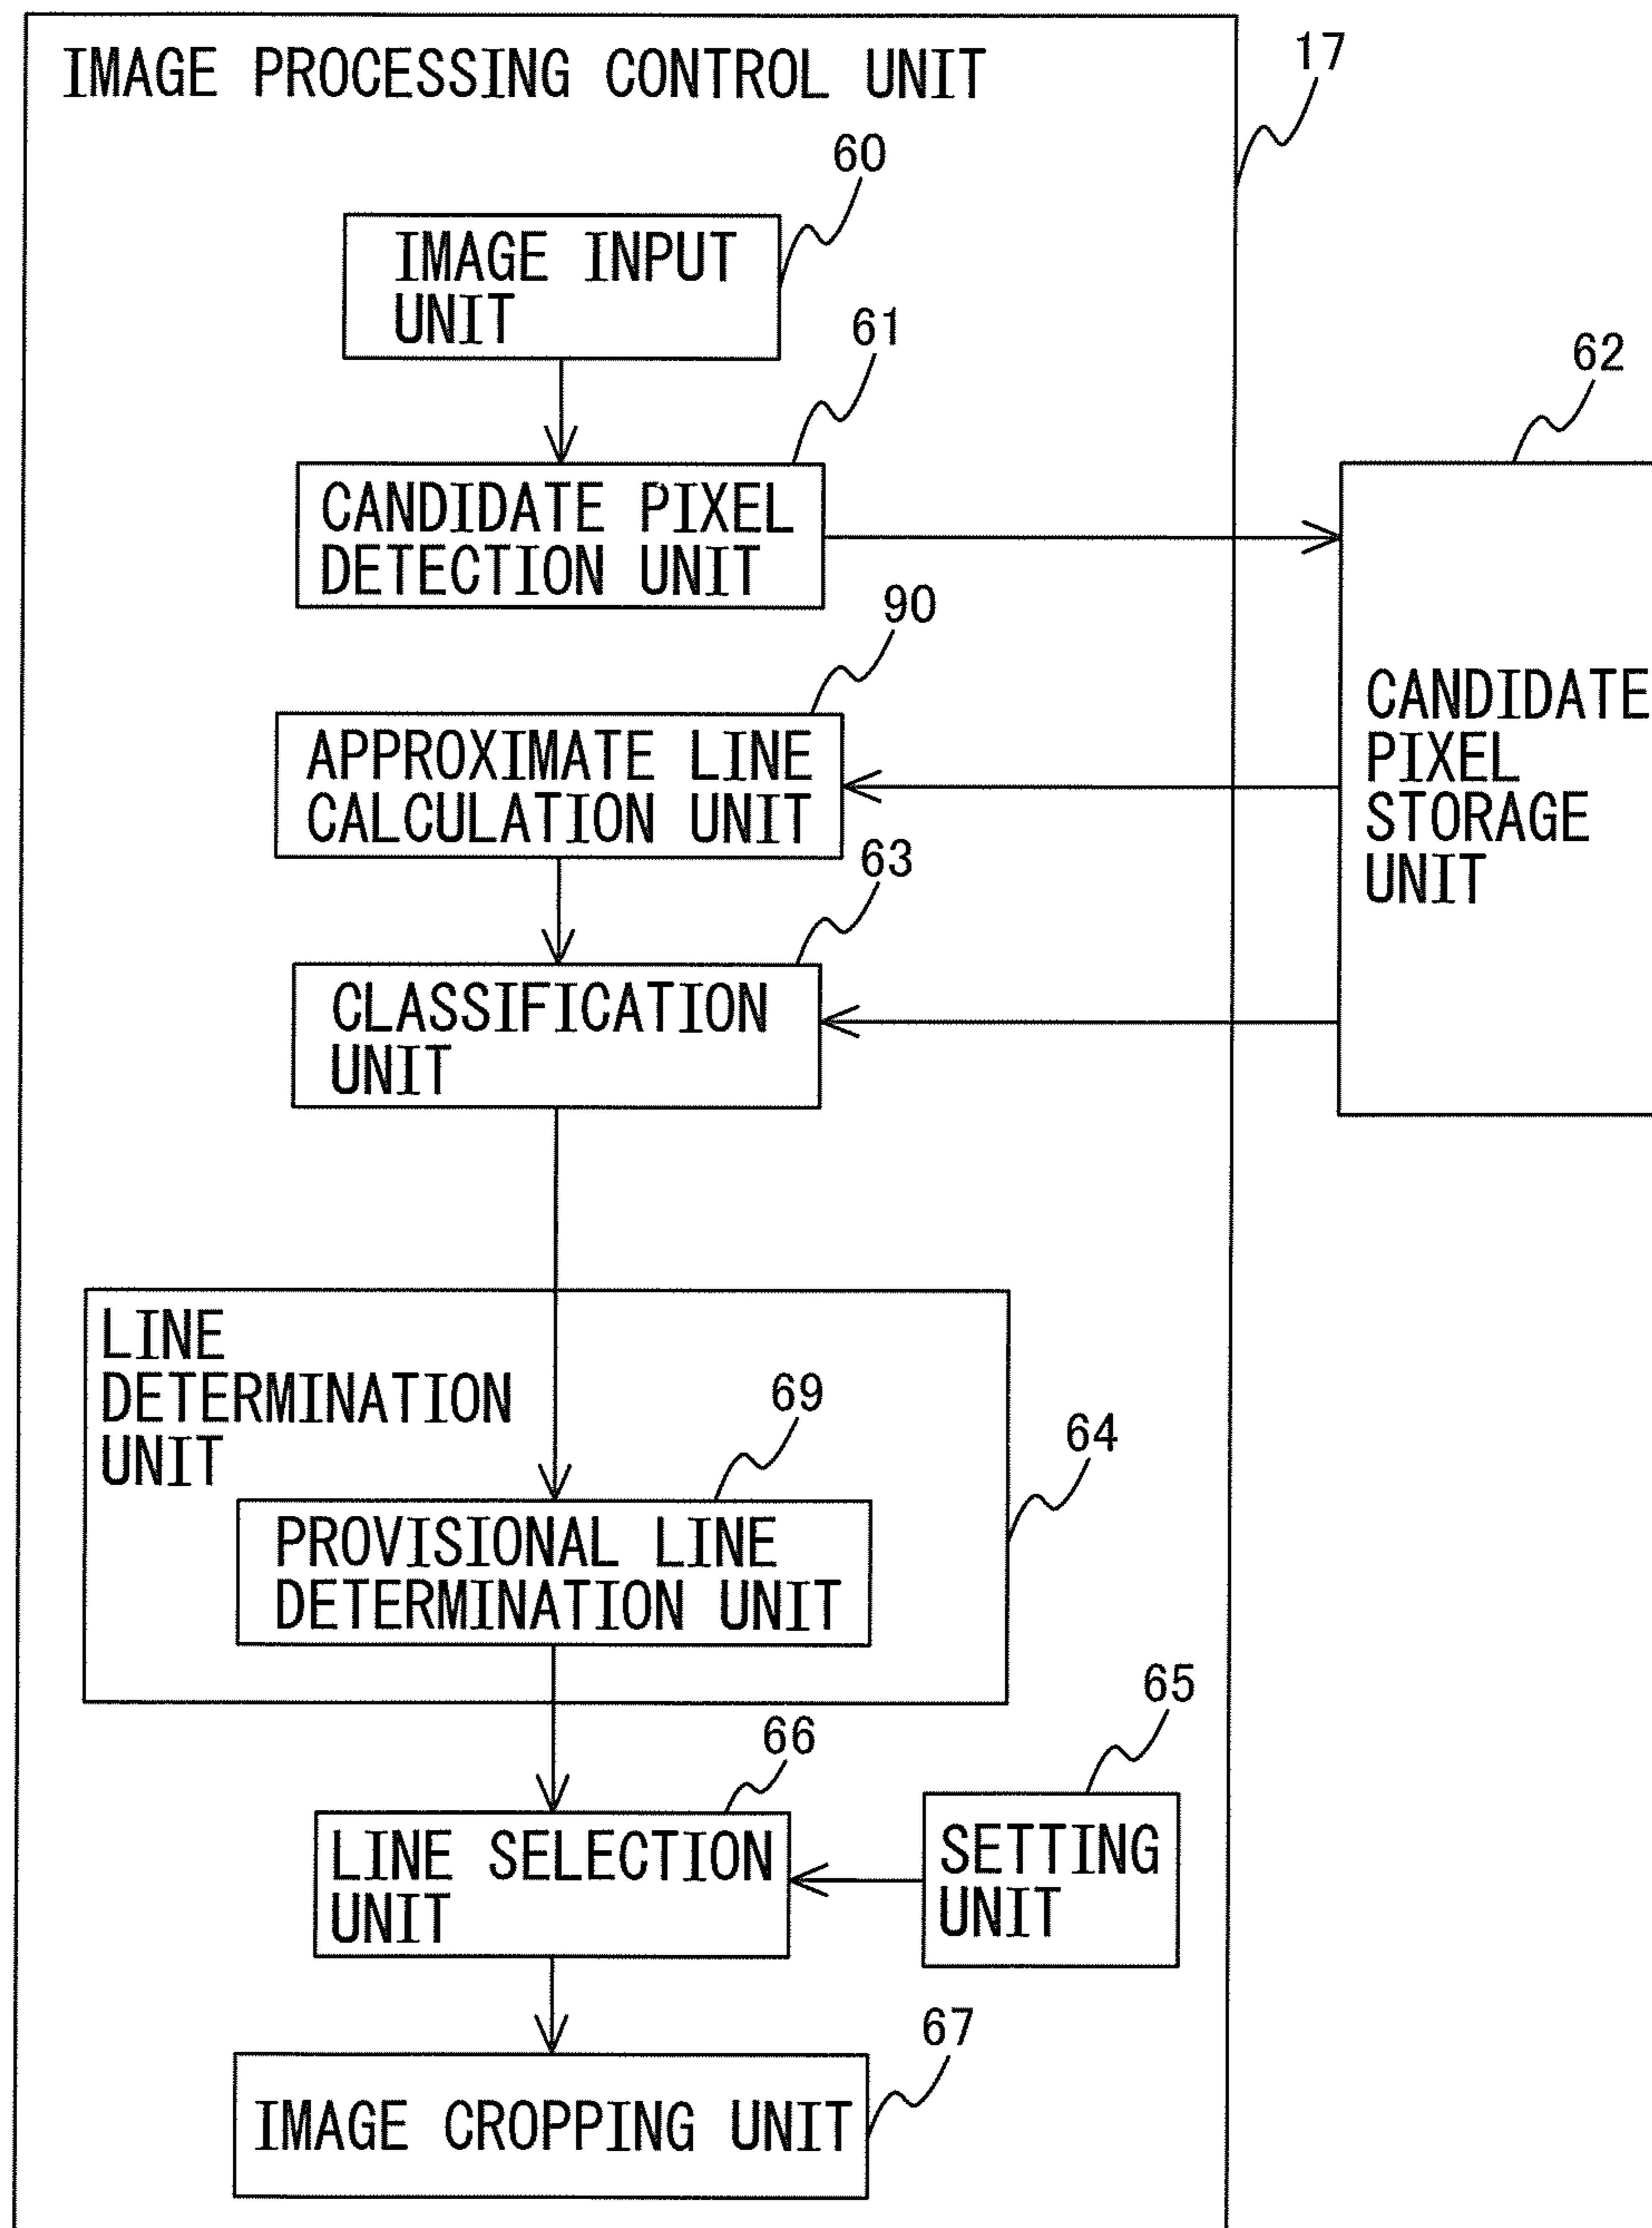 IMAGE PROCESSING CONTROL UNIT
17
60
IMAGE INPUT
UNIT
61
62
CANDIDATE PIXEL
DETECTION UNIT
90
APPROXIMATE LINE
CALCULATION UNIT
CANDIDATE
PIXEL
STORAGE
UNIT
63
CLASSIFICATION
UNIT
LINE
DETERMINATION
UNIT
69
64
PROVISIONAL LINE
DETERMINATION UNIT
65
66
LINE SELECTION
UNIT
SETTING
UNIT
67
IMAGE CROPPING UNIT